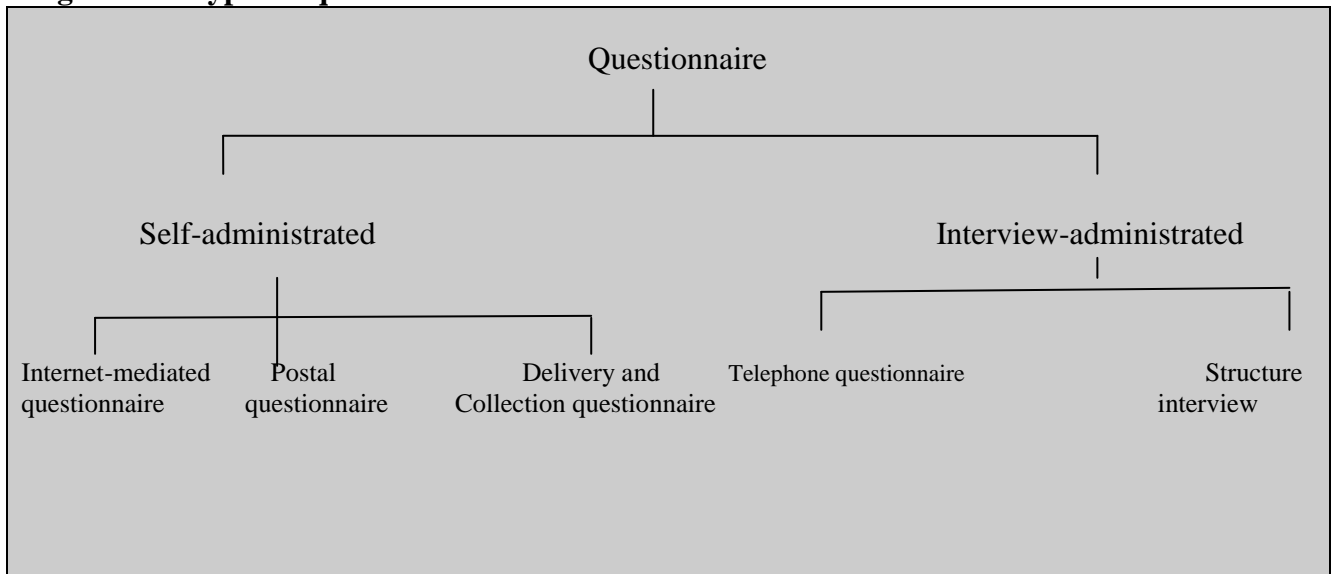 Questionnaire
Self-administrated
Interview-administrated
Internet-mediated
questionnaire
Postal
questionnaire
Delivery and
Collection questionnaire
Telephone questionnaire
Structure
interview